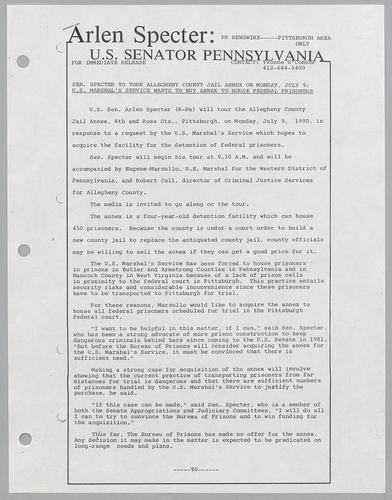 Arlen Specter: PR NEWSWIRE-----PITTSBURGH AREA
ONLY
U.S. SENATOR PENNSYLVANIA
FOR IMMEDIATE RELEASE CONTACT: Yvonne O'Connor
412-644-3400
SEN. SPECTER TO TOUR ALLEGHENY COUNTY JAIL ANNEX ON MONDAY, JULY 9;
U.S. MARSHAL'S SERVICE WANTS TO BUY ANNEX TO HOUSE FEDERAL PRISONERS
U.S. Sen. Arlen Specter (R-Pa) will tour the Allegheny County
Jail Annex, 4th and Ross Sts., Pittsburgh, on Monday, July 9, 1990, in
response to a request by the U.S. Marshal's Service which hopes to
acquire the facility for the detention of federal prisoners.
Sen. Specter will begin his tour at 9.30 A.M. and will be
accompanied by Eugene Marzullo, U.S. Marshal for the Western District of
Pennsylvania, and Robert Coll, director of Criminal Justice Services
for Allegheny County.
The media is invited to go along on the tour.
The annex is a four-year-old detention facility which can house
450 prisoners. Because the county is under a court order to build a
new county jail to replace the antiquated county jail, county officials
may be willing to sell the annex if they can get a good price for it.
The U.S. Marshal's Service has been forced to house prisoners
in prisons in Butler and Armstrong Counties in Pennsylvania and in
Hancock County in West Virginia because of a lack of prison cells
in proximity to the federal court in Pittsburgh. This practice entails
security risks and considerable inconvenience since these prisoners
have to be transported to Pittsburgh for trial.
For these reasons, Marzullo would like to acquire the annex to
house all federal prisoners scheduled for trial in the Pittsburgh
federal court.
"I want to be helpful in this matter, if I can," said Sen. Specter,
who has been a strong advocate of more prison construction to keep
dangerous criminals behind bars since coming to the U.S. Senate in 1981.
"But before the Bureau of Prisons will consider acquiring the annex for
the U.S. Marshal's Service, it must be convinced that there is
sufficient need."
Making a strong case for acquisition of the annex will involve
showing that the current practice of transporting prisoners from far
distances for trial is dangerous and that there are sufficient numbers
of prisoners handled by the U.S. Marshal's Service to justify the
purchase, he said.
"If this case can be made," said Sen. Specter, who is a member of
both the Senate Appropriations and Judiciary Committees, "I will do all
I can to try to convince the Bureau of Prisons and to win funding for
the acquisition."
Thus far, The Bureau of Prisons has made no offer for the annex.
Any decision it may make in the matter is expected to be predicated on
long-range needs and plans.
-----90-----